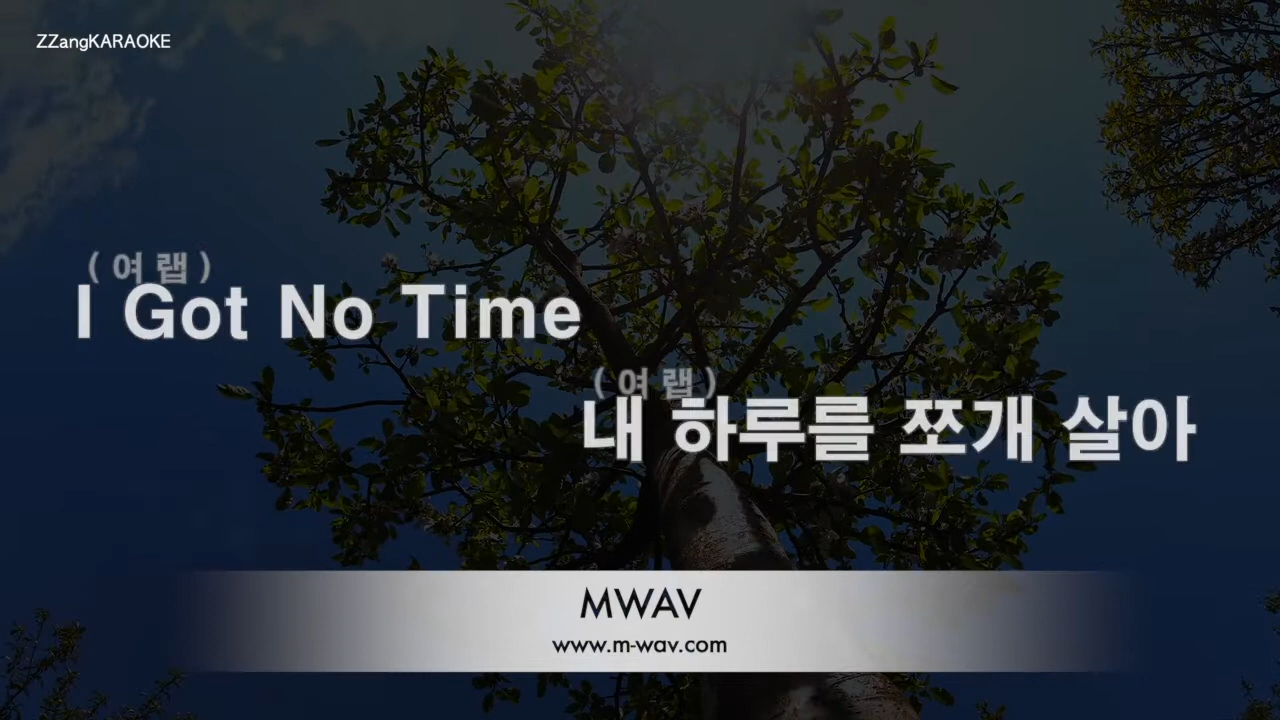 ZZangKARAOKE
( 여 랩 )
I Got No Time
( 여 랩 )
내 하루를 쪼개 살아
MWAV
www.m-wav.com